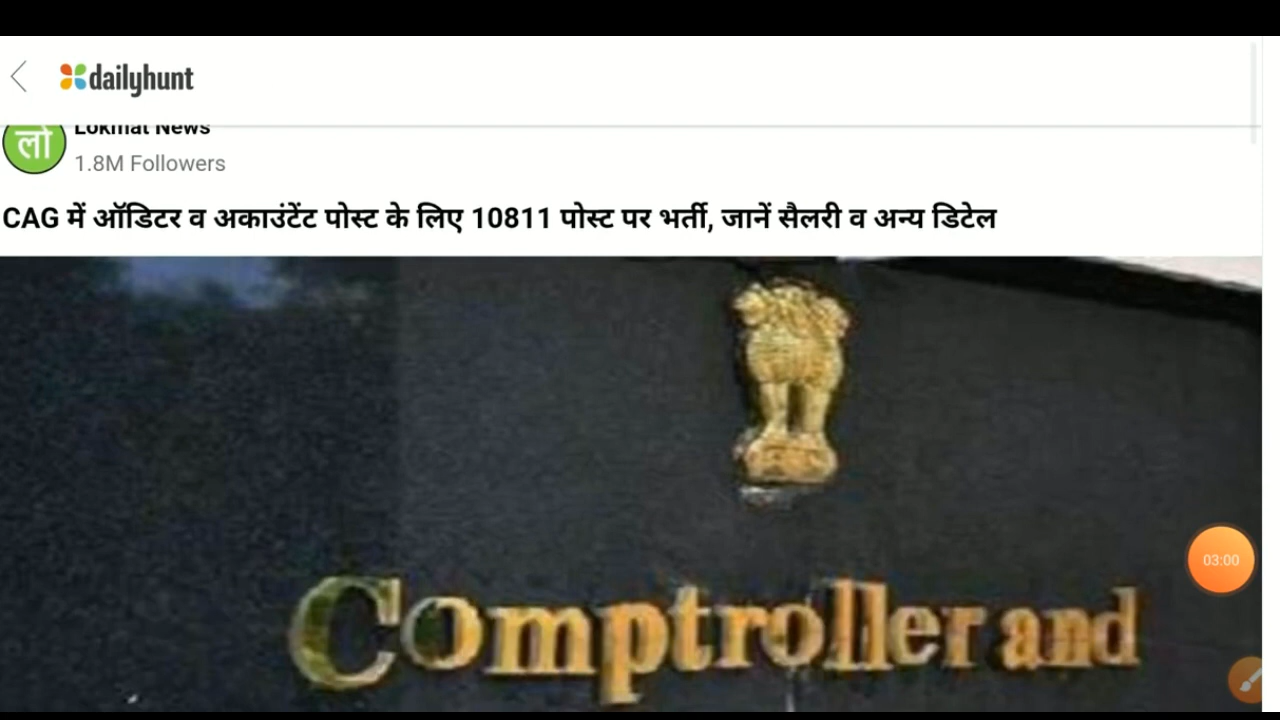 dailyhunt
Lokmat News
लो
1.8M Followers
CAG में ऑडिटर व अकाउंटेंट पोस्ट के लिए 10811 पोस्ट पर भर्ती, जानें सैलरी व अन्य डिटेल
Comptroller and
03:00